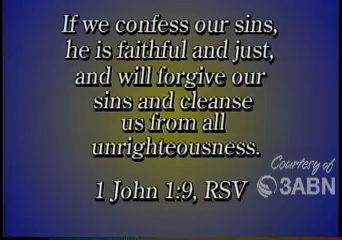 If we confess our sins,
he is faithful and just,
and will forgive our
sins and cleanse
us from all
unrighteousness.
1 John 1:9, RSV
Courtesy of
3ABN